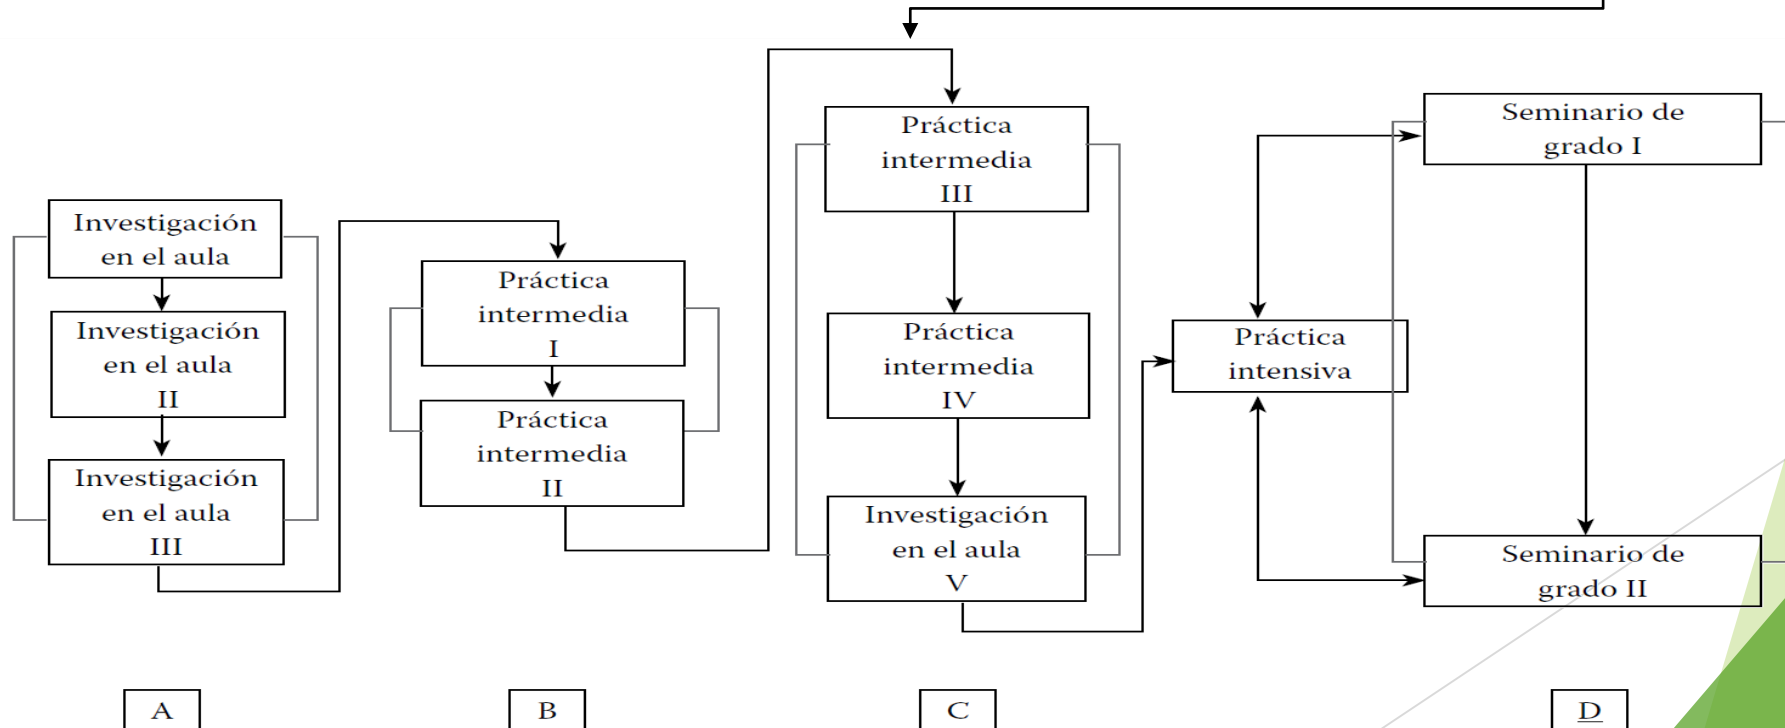 Investigación
en el aula
Investigación
en el aula
II
Investigación
en el aula
III
Práctica
intermedia
I
Práctica
intermedia
II
Práctica
intermedia
III
Práctica
intermedia
IV
Investigación
en el aula
V
Práctica
intensiva
Seminario de
grado I
Seminario de
grado II
A
B
C
D